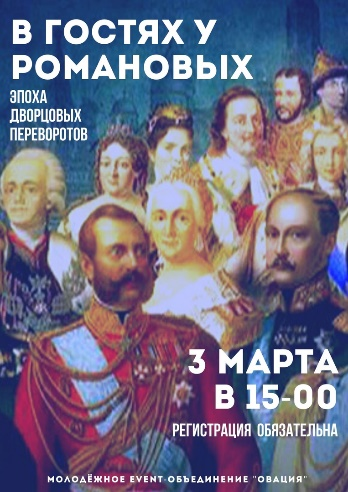 В ГОСТЯХ У
РОМАНОВЫХ
ЭПОХА
ДВОРЦОВЫХ
ПЕРЕВОРОТОВ
3 МАРТА
В 15-00
РЕГИСТРАЦИЯ ОБЯЗАТЕЛЬНА
МОЛОДЁЖНОЕ EVENT ОБЪЕДИНЕНИЕ "ОВАЦИЯ"